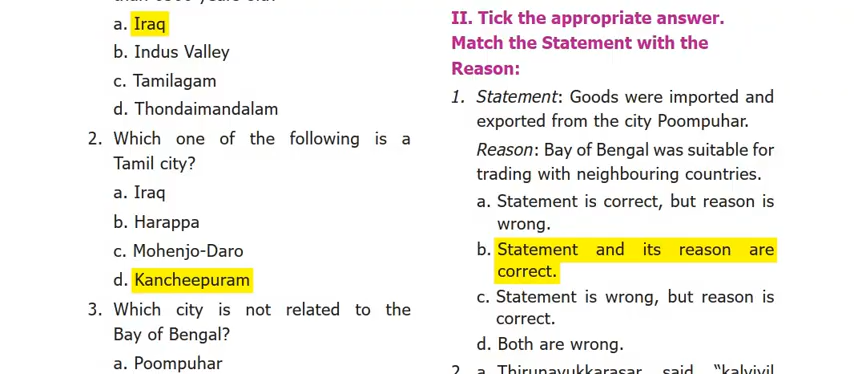 a. Iraq
b. Indus Valley
c. Tamilagam
d. Thondaimandalam
2. Which one of the following is a
Tamil city?
a. Iraq
b. Harappa
c. Mohenjo-Daro
d. Kancheepuram
3. Which city is not related to the
Bay of Bengal?
a. Poompuhar
II. Tick the appropriate answer.
Match the Statement with the
Reason:
1. Statement: Goods were imported and
exported from the city Poompuhar.
Reason: Bay of Bengal was suitable for
trading with neighbouring countries.
a. Statement is correct, but reason is
wrong.
b. Statement and its reason are
correct.
c. Statement is wrong, but reason is
correct.
d. Both are wrong.
2. a. Thirunavukkarasar said "kalviyil